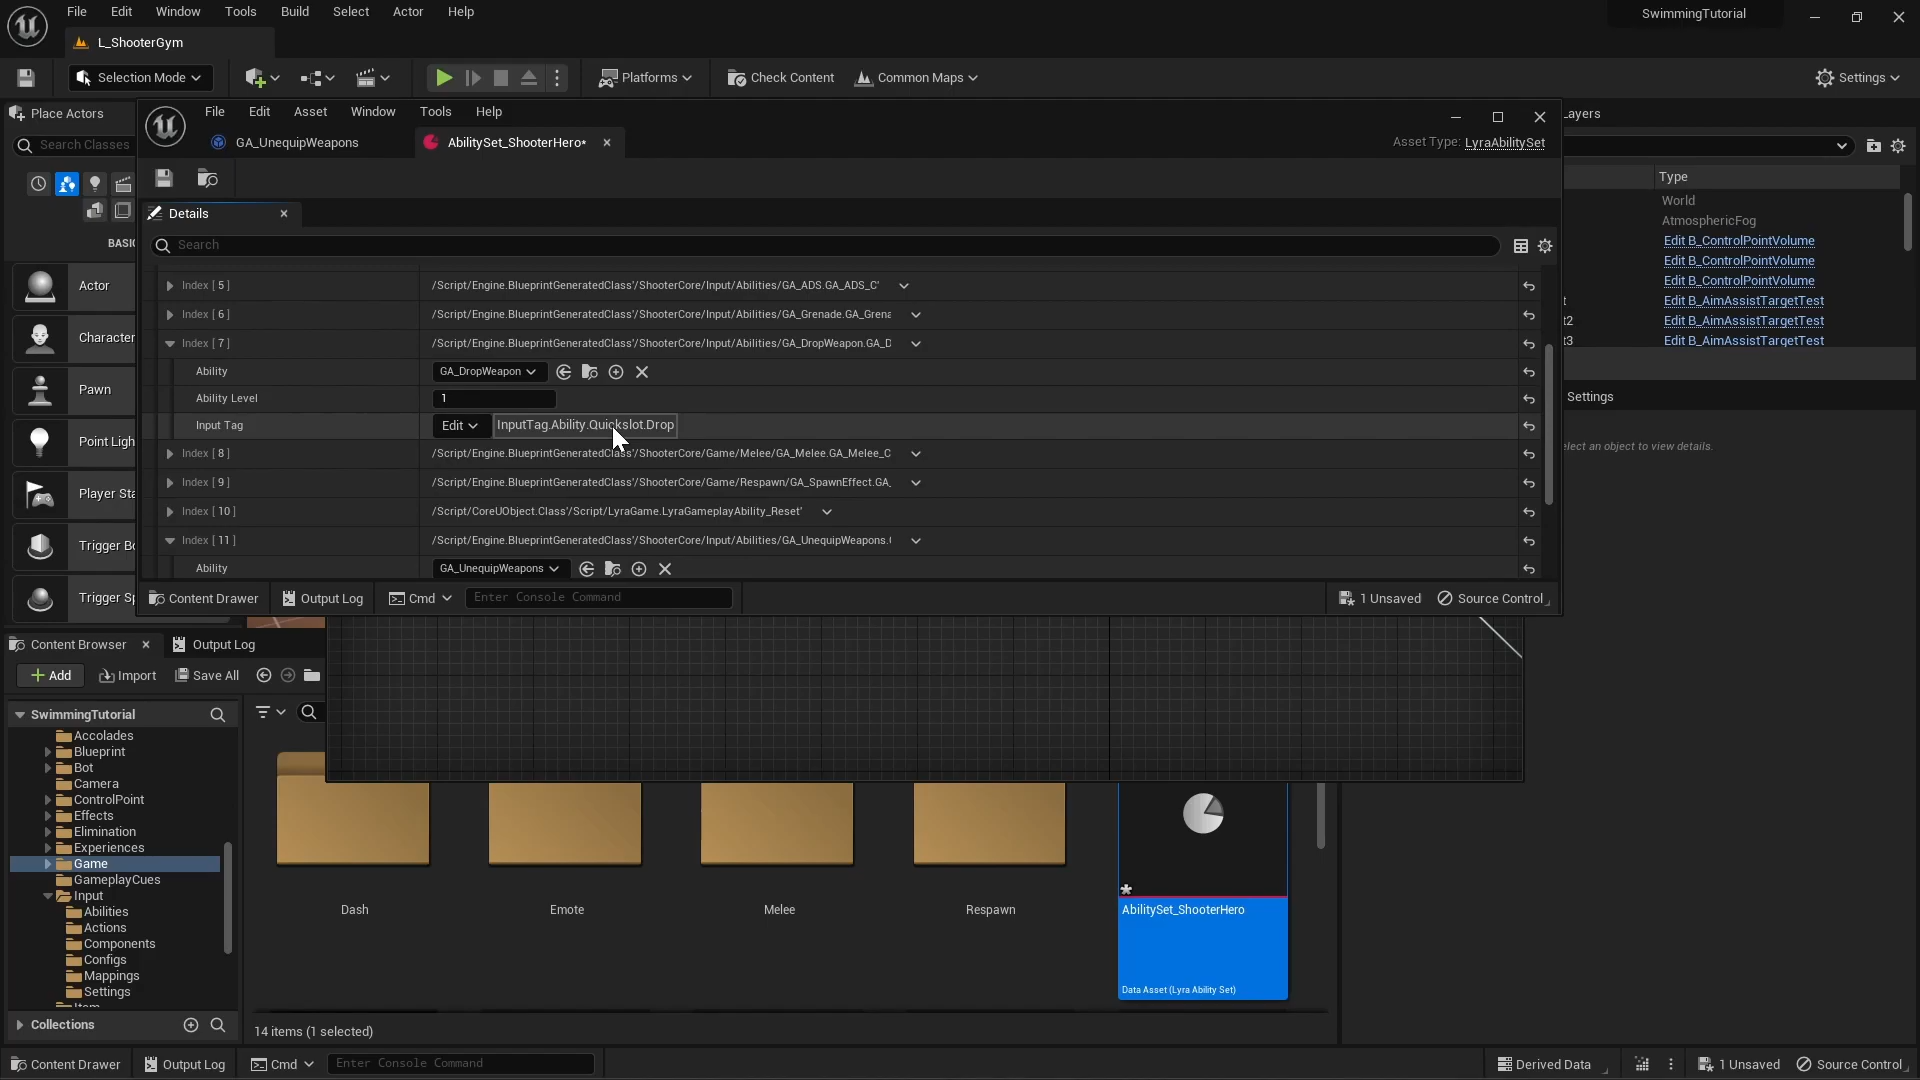 File Edit Window Tools Build Select Actor Help
SwimmingTutorial
L_ShooterGym
Selection Mode
Platforms
Check Content
Common Maps
Settings
Place Actors
File Edit Asset Window Tools Help
Search Classes
GA_UnequipWeapons
AbilitySet_ShooterHero*
Asset Type: LyraAbilitySet
Details
Search
Type
World
AtmosphericFog
Edit B_ControlPointVolume
Edit B_ControlPointVolume
Edit B_ControlPointVolume
Edit B_AimAssistTargetTest
Edit B_AimAssistTargetTest
Edit B_AimAssistTargetTest
Settings
BASIC
Actor
Character
Pawn
Point Ligh
Player Sta
Trigger Bo
Trigger Sp
Index [ 5 ] /Script/Engine.BlueprintGeneratedClass'/ShooterCore/Input/Abilities/GA_ADS.GA_ADS_C'
Index [ 6 ] /Script/Engine.BlueprintGeneratedClass'/ShooterCore/Input/Abilities/GA_Grenade.GA_Grena
Index [ 7 ] /Script/Engine.BlueprintGeneratedClass'/ShooterCore/Input/Abilities/GA_DropWeapon.GA_D
Ability GA_DropWeapon
Ability Level 1
Input Tag Edit InputTag.Ability.Quickslot.Drop
Index [ 8 ] /Script/Engine.BlueprintGeneratedClass'/ShooterCore/Game/Melee/GA_Melee.GA_Melee_C
Index [ 9 ] /Script/Engine.BlueprintGeneratedClass'/ShooterCore/Game/Respawn/GA_SpawnEffect.GA_
Index [ 10 ] /Script/CoreUObject.Class'/Script/LyraGame.LyraGameplayAbility_Reset'
Index [ 11 ] /Script/Engine.BlueprintGeneratedClass'/ShooterCore/Input/Abilities/GA_UnequipWeapons.(
Ability GA_UnequipWeapons
Content Drawer Output Log Cmd Enter Console Command
1 Unsaved Source Control
Content Browser Output Log
Add Import Save All
SwimmingTutorial
Accolades
Blueprint
Bot
Camera
ControlPoint
Effects
Elimination
Experiences
Game
GameplayCues
Input
Abilities
Actions
Components
Configs
Mappings
Settings
Item
Collections
Dash
Emote
Melee
Respawn
AbilitySet_ShooterHero
Data Asset (Lyra Ability Set)
14 items (1 selected)
Content Drawer Output Log Cmd Enter Console Command
Derived Data 1 Unsaved Source Control